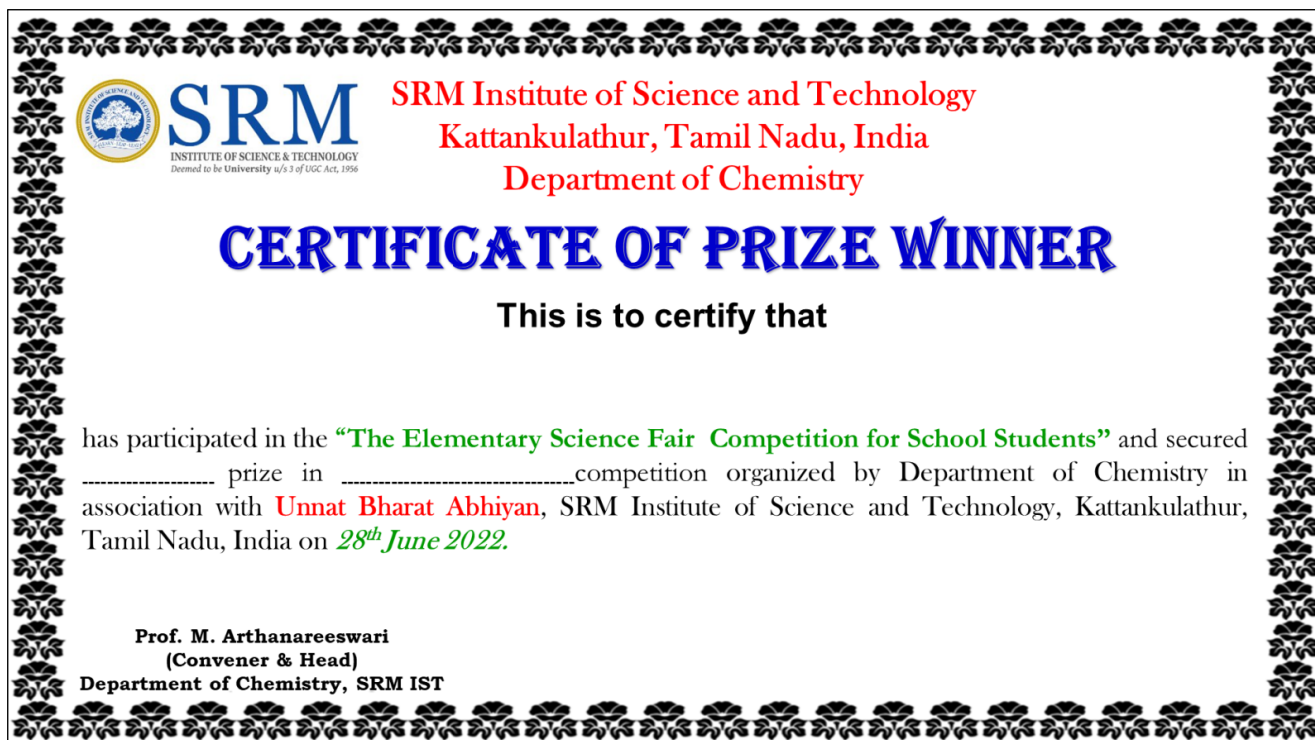 SRM
INSTITUTE OF SCIENCE & TECHNOLOGY
Deemed to be University u/s 3 of UGC Act, 1956
SRM Institute of Science and Technology
Kattankulathur, Tamil Nadu, India
Department of Chemistry
CERTIFICATE OF PRIZE WINNER
This is to certify that
has participated in the “The Elementary Science Fair Competition for School Students” and secured
_____________________ prize in _____________________________________competition organized by Department of Chemistry in
association with Unnat Bharat Abhiyan, SRM Institute of Science and Technology, Kattankulathur,
Tamil Nadu, India on 28th June 2022.
Prof. M. Arthanareeswari
(Convener & Head)
Department of Chemistry, SRM IST